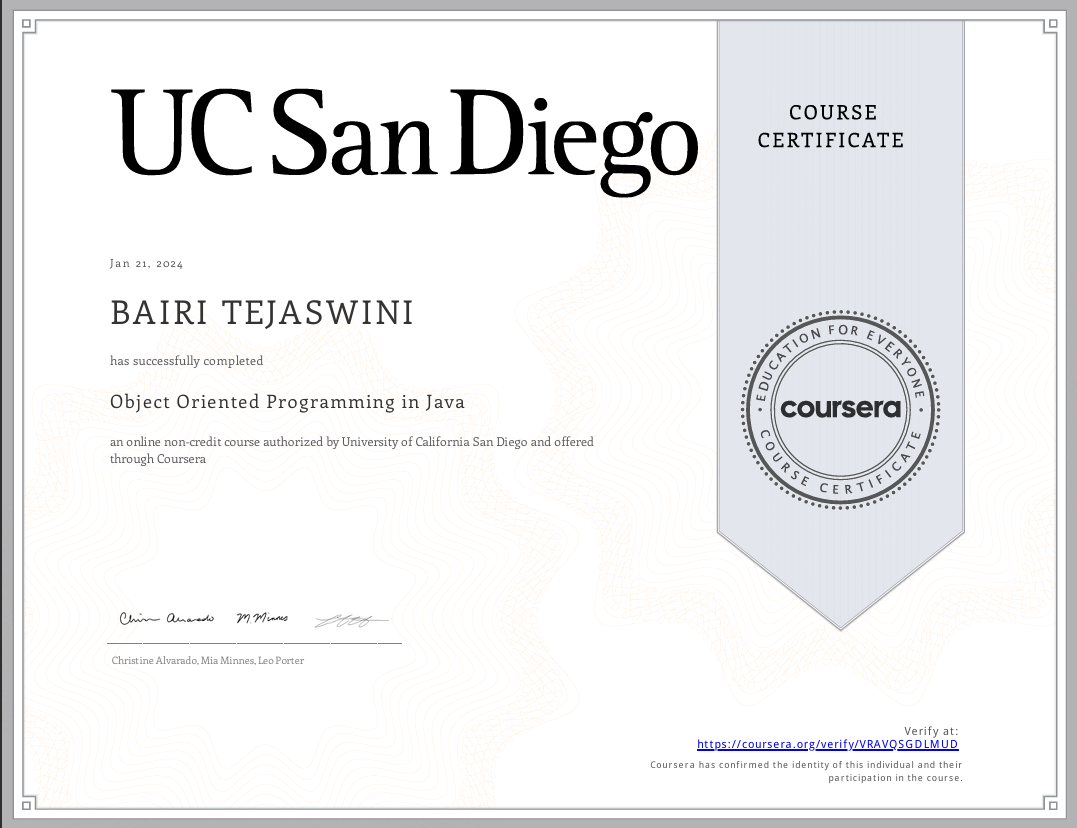 UC San Diego
COURSE
CERTIFICATE
Jan 21, 2024
BAIRI TEJASWINI
has successfully completed
Object Oriented Programming in Java
an online non-credit course authorized by University of California San Diego and offered
through Coursera
EDUCATION FOR EVERYONE
coursera
COURSE CERTIFICATE
Christine Alvarado, Mia Minnes, Leo Porter
Verify at:
https://coursera.org/verify/VRAVQSGDLMUD
Coursera has confirmed the identity of this individual and their
participation in the course.